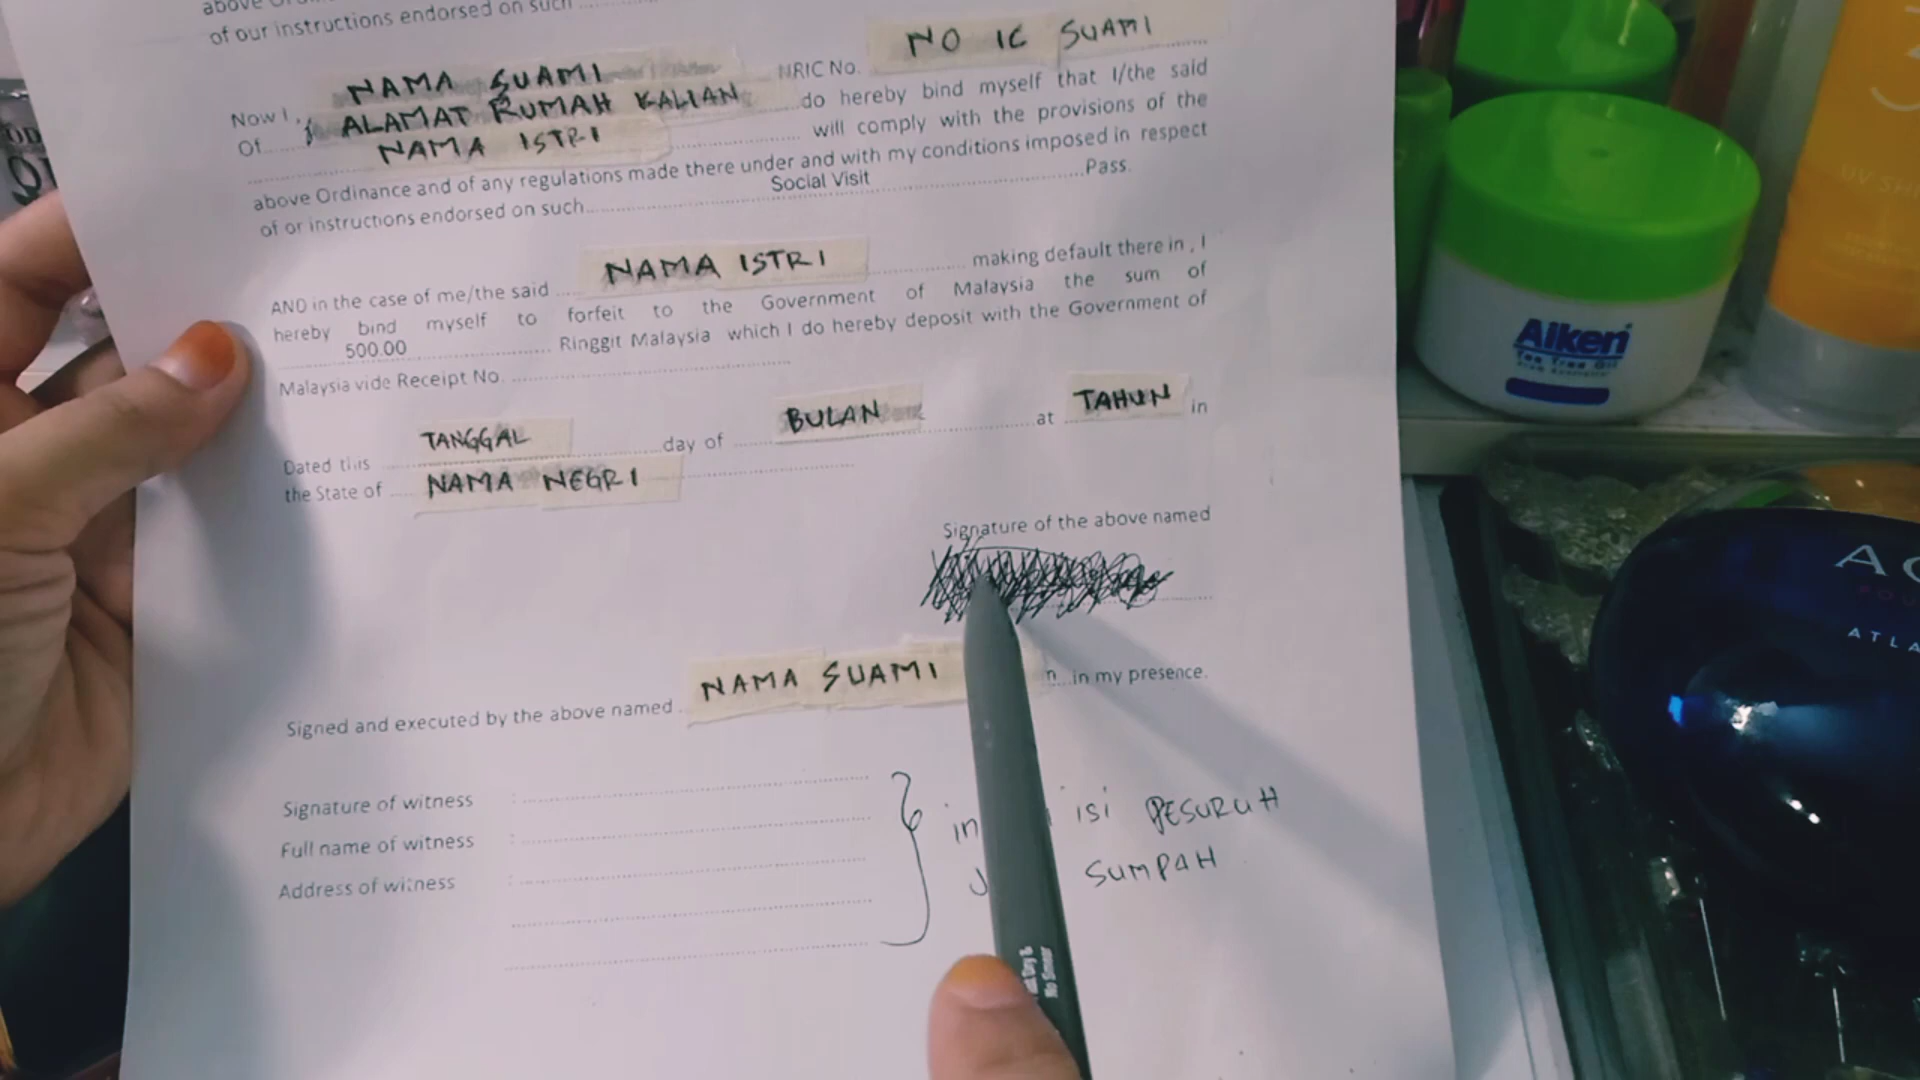 above
of our instructions endorsed on such
NO IC SUAMI
NAMA SUAMI NRIC No.
Now I, ALAMAT RUMAH KALIAN do hereby bind myself that I/the said
Of NAMA ISTRI will comply with the provisions of the
above Ordinance and of any regulations made there under and with my conditions imposed in respect
of or instructions endorsed on such Social Visit Pass.
AND in the case of me/the said NAMA ISTRI making default there in, I
hereby bind myself to forfeit to the Government of Malaysia the sum of
500.00 Ringgit Malaysia which I do hereby deposit with the Government of
Malaysia vide Receipt No.
Dated this TANGGAL day of BULAN at TAHUN in
the State of NAMA NEGRI
Signature of the above named
Signed and executed by the above named NAMA SUAMI n in my presence.
Signature of witness :
Full name of witness :
Address of witness :
isi PESURUH
SUMPAH
Aiken
Tea Tree Oil
No Smear
ATLA